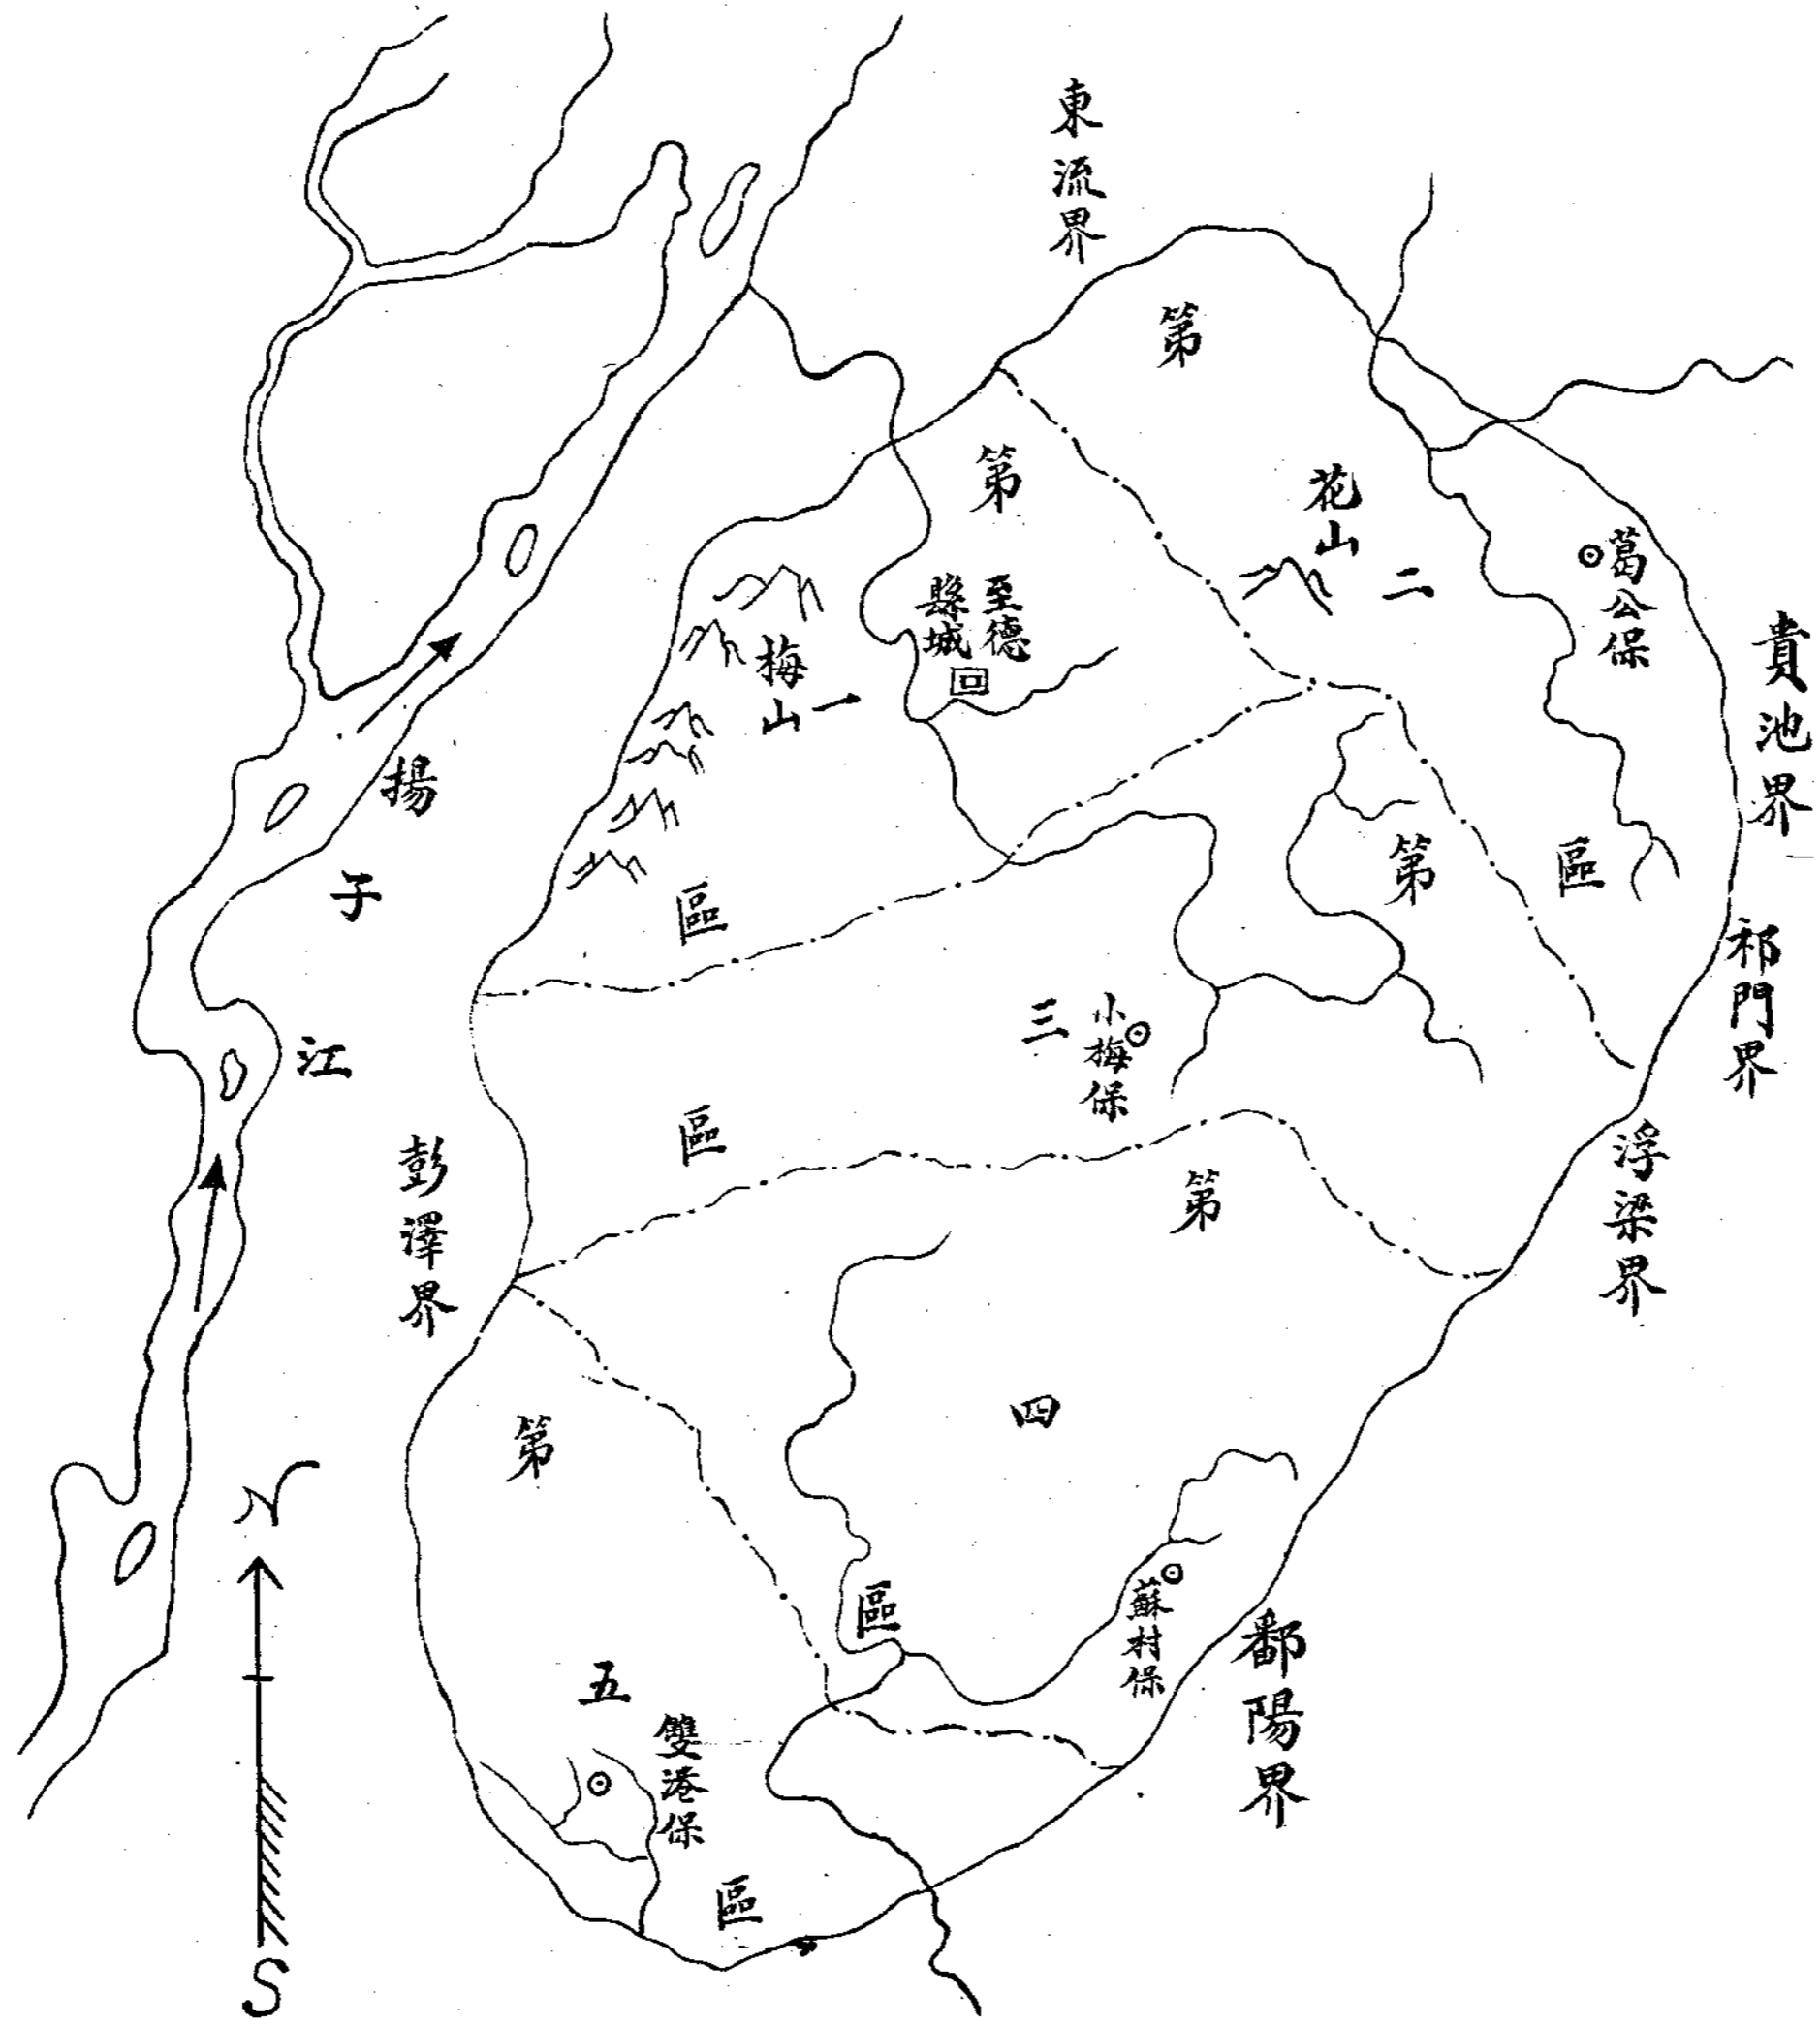 東流界
第二區
花山
葛公保
貴池界
祁門界
浮梁界
鄱陽界
彭澤界
揚子江
第一區
至德
縣城
梅山
第三區
小梅保
第四區
蘇村保
第五區
雙港保
N
S